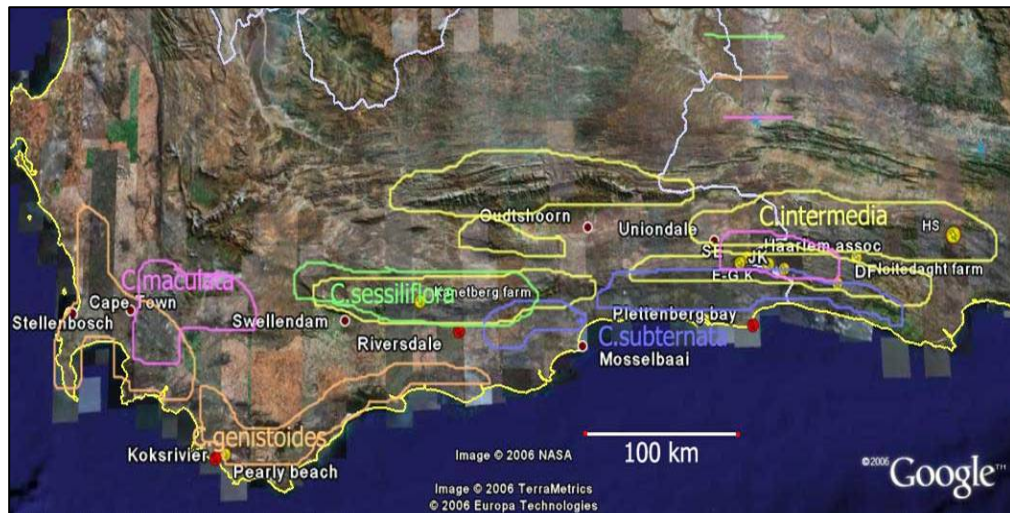 Oudtshoorn
Uniondale
C.intermedia
HS
Haarlem assoc
SE
JK
F-G K
DF
Noitedaght farm
C.maculata
Cape Town
Stellenbosch
C.sessiliflora
farm
Swellendam
Riversdale
Plettenberg bay
C.subternata
Mosselbaai
genistoides
Koksrivier
Pearly beach
100 km
Image © 2006 NASA
Image © 2006 TerraMetrics
© 2006 Europa Technologies
©2006 Google™